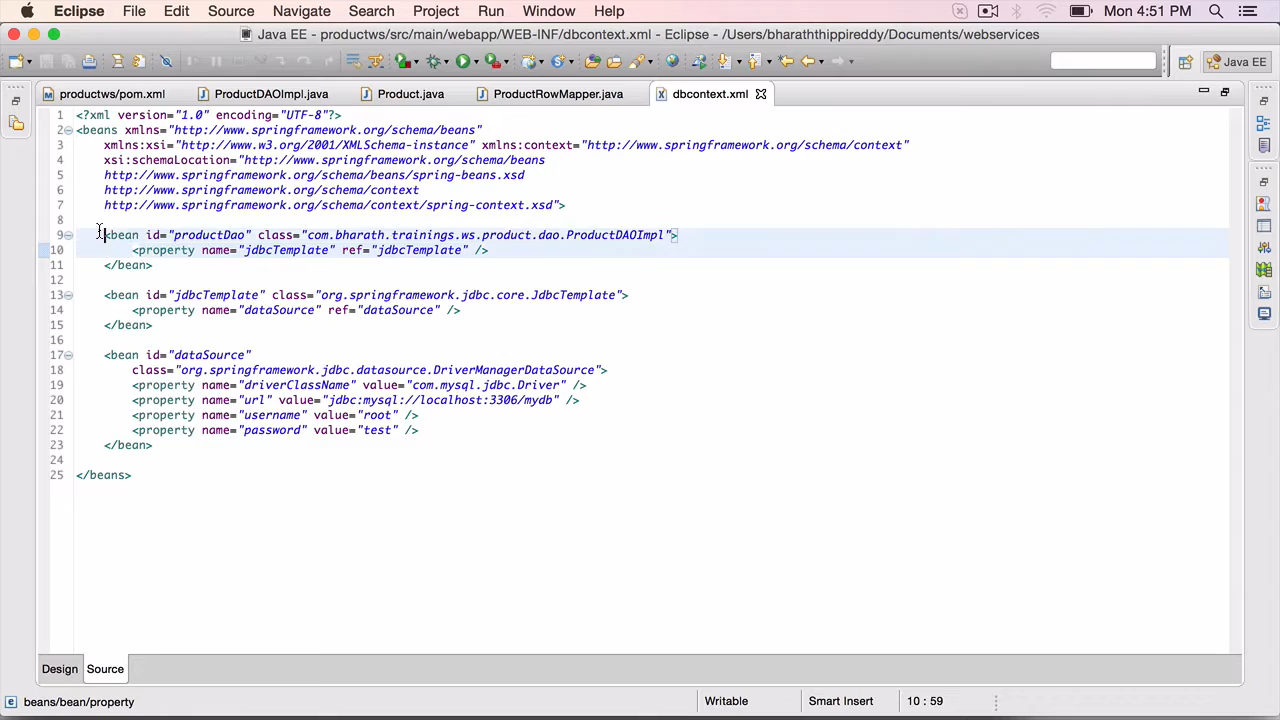 Eclipse File Edit Source Navigate Search Project Run Window Help Mon 4:51 PM
Java EE - productws/src/main/webapp/WEB-INF/dbcontext.xml - Eclipse - /Users/bharaththippireddy/Documents/webservices
Java EE
productws/pom.xml ProductDAOImpl.java Product.java ProductRowMapper.java dbcontext.xml
1 <?xml version="1.0" encoding="UTF-8"?>
2 <beans xmlns="http://www.springframework.org/schema/beans"
3 xmlns:xsi="http://www.w3.org/2001/XMLSchema-instance" xmlns:context="http://www.springframework.org/schema/context"
4 xsi:schemaLocation="http://www.springframework.org/schema/beans
5 http://www.springframework.org/schema/beans/spring-beans.xsd
6 http://www.springframework.org/schema/context
7 http://www.springframework.org/schema/context/spring-context.xsd">
8
9 <bean id="productDao" class="com.bharath.trainings.ws.product.dao.ProductDAOImpl">
10 <property name="jdbcTemplate" ref="jdbcTemplate" />
11 </bean>
12
13 <bean id="jdbcTemplate" class="org.springframework.jdbc.core.JdbcTemplate">
14 <property name="dataSource" ref="dataSource" />
15 </bean>
16
17 <bean id="dataSource"
18 class="org.springframework.jdbc.datasource.DriverManagerDataSource">
19 <property name="driverClassName" value="com.mysql.jdbc.Driver" />
20 <property name="url" value="jdbc:mysql://localhost:3306/mydb" />
21 <property name="username" value="root" />
22 <property name="password" value="test" />
23 </bean>
24
25 </beans>
Design Source
beans/bean/property Writable Smart Insert 10 : 59